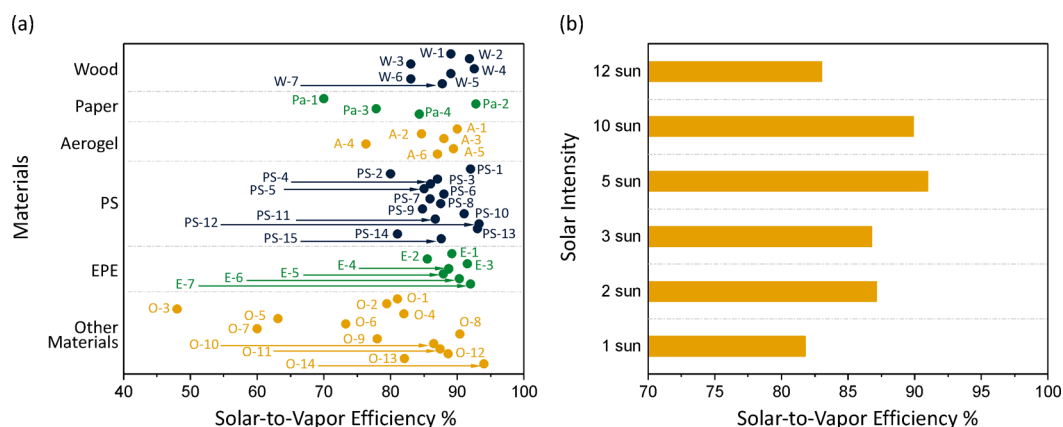 (a)
Materials
Wood
Paper
Aerogel
PS
EPE
Other
Materials
W-1
W-2
W-3
W-4
W-6
W-5
W-7
Pa-1
Pa-2
Pa-3
Pa-4
A-1
A-2
A-3
A-4
A-5
A-6
PS-1
PS-2
PS-3
PS-4
PS-5
PS-6
PS-7
PS-8
PS-9
PS-10
PS-11
PS-12
PS-13
PS-14
PS-15
E-1
E-2
E-3
E-4
E-5
E-6
E-7
O-1
O-2
O-3
O-4
O-5
O-6
O-7
O-8
O-9
O-10
O-11
O-12
O-13
O-14
40 50 60 70 80 90 100
Solar-to-Vapor Efficiency %
(b)
Solar Intensity
12 sun
10 sun
5 sun
3 sun
2 sun
1 sun
70 75 80 85 90 95 100
Solar-to-Vapor Efficiency %